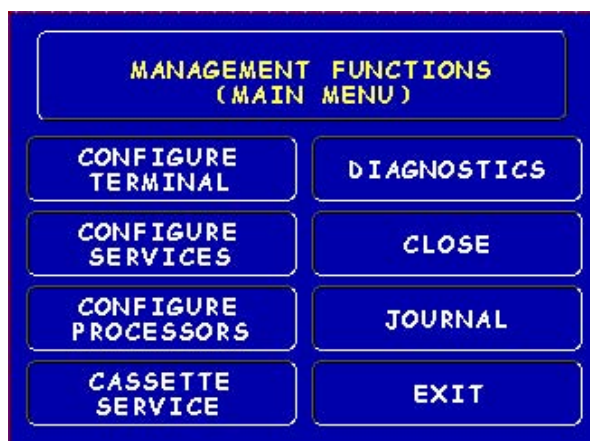 MANAGEMENT FUNCTIONS
(MAIN MENU)
CONFIGURE
TERMINAL
DIAGNOSTICS
CONFIGURE
SERVICES
CLOSE
CONFIGURE
PROCESSORS
JOURNAL
CASSETTE
SERVICE
EXIT